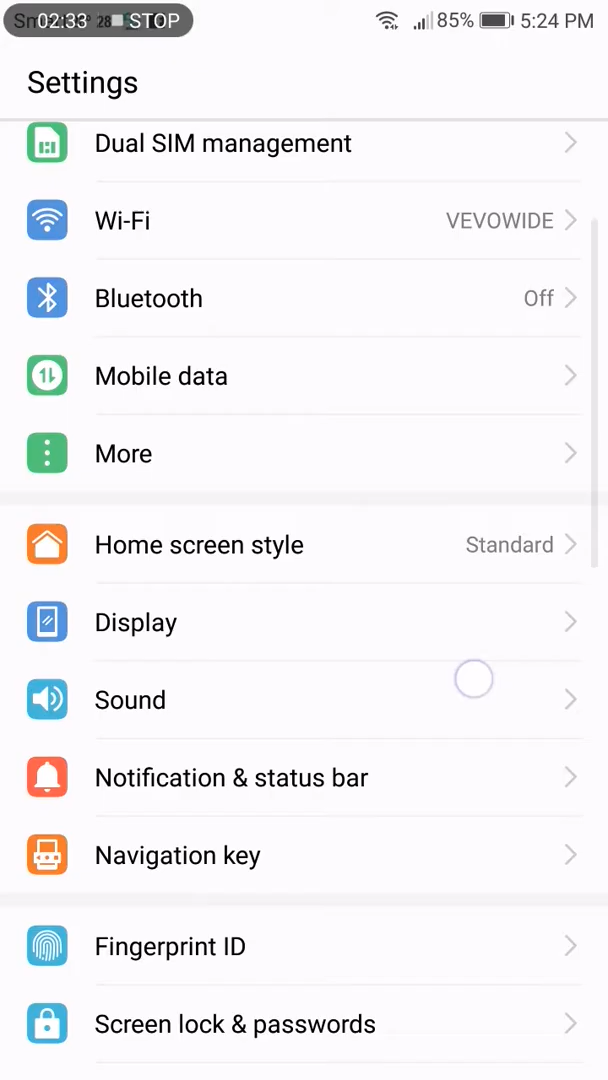 02:33 STOP 85% 5:24 PM
Settings
Dual SIM management
Wi-Fi VEVOWIDE
Bluetooth Off
Mobile data
More
Home screen style Standard
Display
Sound
Notification & status bar
Navigation key
Fingerprint ID
Screen lock & passwords